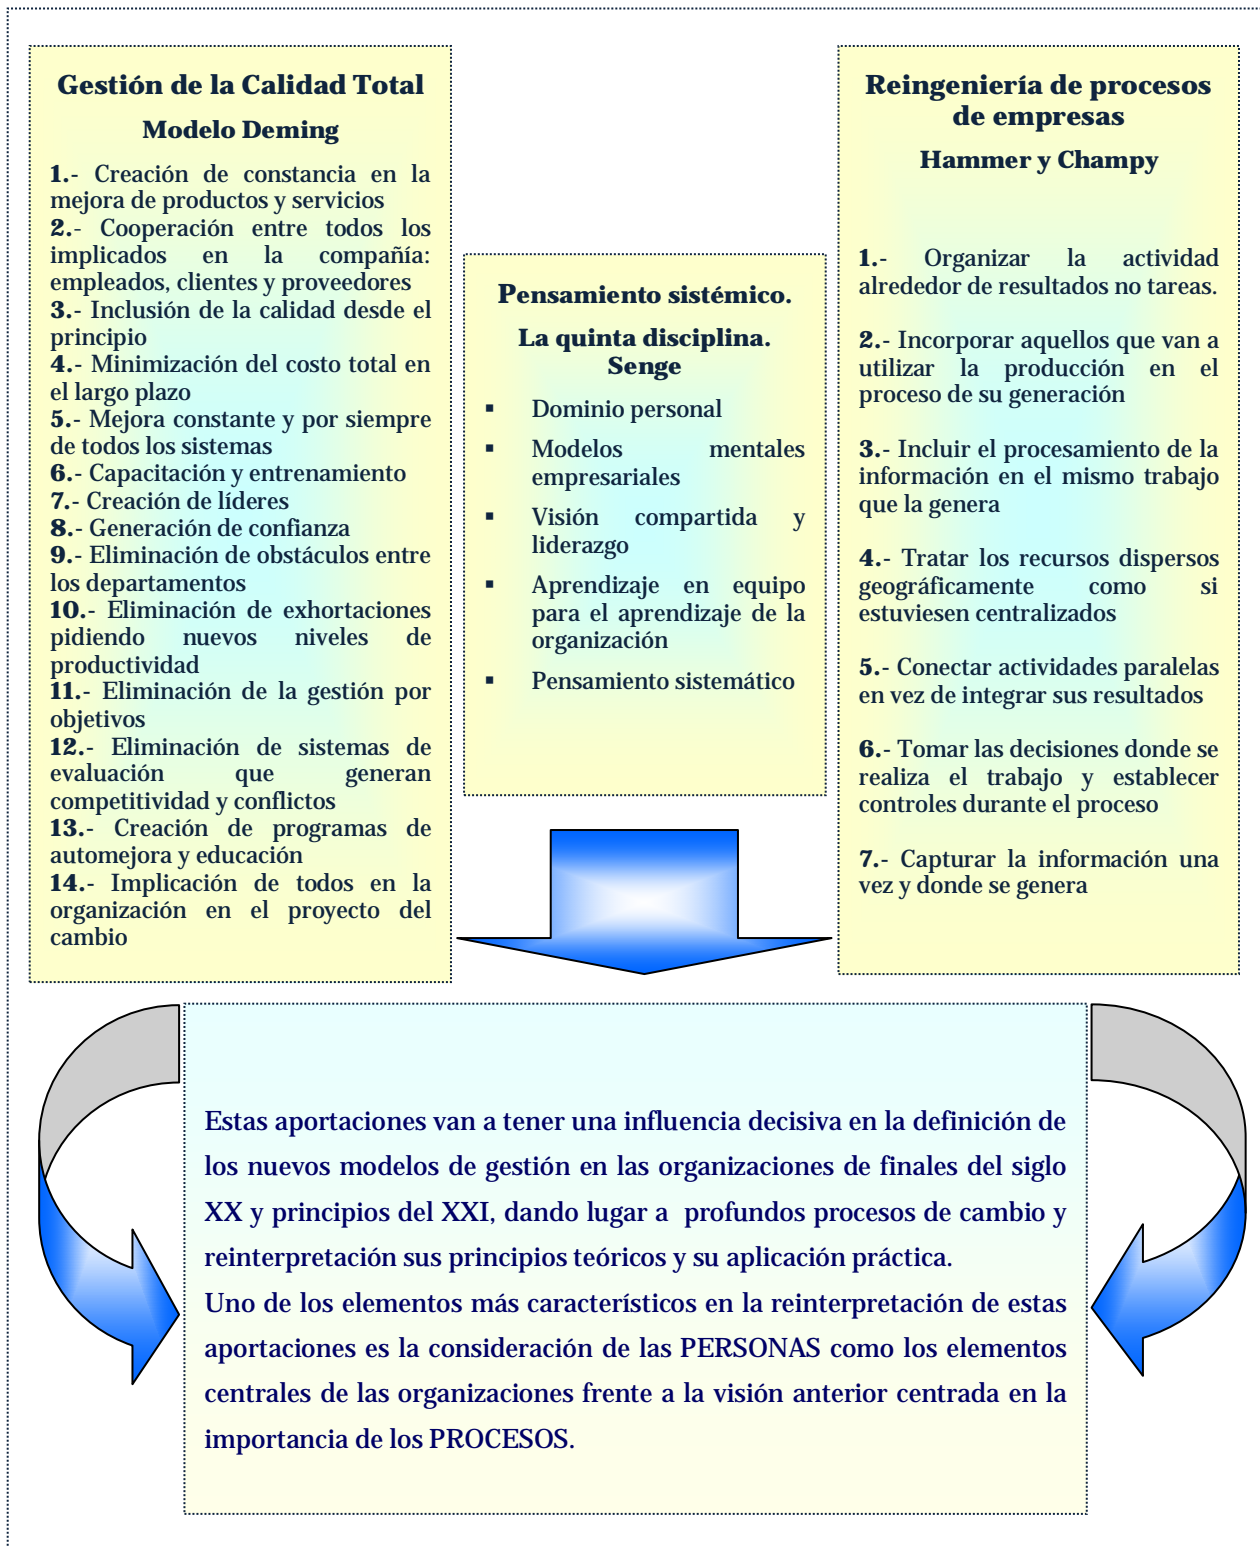 Gestión de la Calidad Total
Modelo Deming
1.- Creación de constancia en la
mejora de productos y servicios
2.- Cooperación entre todos los
implicados en la compañía:
empleados, clientes y proveedores
3.- Inclusión de la calidad desde el
principio
4.- Minimización del costo total en
el largo plazo
5.- Mejora constante y por siempre
de todos los sistemas
6.- Capacitación y entrenamiento
7.- Creación de líderes
8.- Generación de confianza
9.- Eliminación de obstáculos entre
los departamentos
10.- Eliminación de exhortaciones
pidiendo nuevos niveles de
productividad
11.- Eliminación de la gestión por
objetivos
12.- Eliminación de sistemas de
evaluación que generan
competitividad y conflictos
13.- Creación de programas de
automejora y educación
14.- Implicación de todos en la
organización en el proyecto del
cambio
Pensamiento sistémico.
La quinta disciplina.
Senge
▪ Dominio personal
▪ Modelos mentales
empresariales
▪ Visión compartida y
liderazgo
▪ Aprendizaje en equipo
para el aprendizaje de la
organización
▪ Pensamiento sistemático
Reingeniería de procesos
de empresas
Hammer y Champy
1.- Organizar la actividad
alrededor de resultados no tareas.
2.- Incorporar aquellos que van a
utilizar la producción en el
proceso de su generación
3.- Incluir el procesamiento de la
información en el mismo trabajo
que la genera
4.- Tratar los recursos dispersos
geográficamente como si
estuviesen centralizados
5.- Conectar actividades paralelas
en vez de integrar sus resultados
6.- Tomar las decisiones donde se
realiza el trabajo y establecer
controles durante el proceso
7.- Capturar la información una
vez y donde se genera
Estas aportaciones van a tener una influencia decisiva en la definición de
los nuevos modelos de gestión en las organizaciones de finales del siglo
XX y principios del XXI, dando lugar a profundos procesos de cambio y
reinterpretación sus principios teóricos y su aplicación práctica.
Uno de los elementos más característicos en la reinterpretación de estas
aportaciones es la consideración de las PERSONAS como los elementos
centrales de las organizaciones frente a la visión anterior centrada en la
importancia de los PROCESOS.